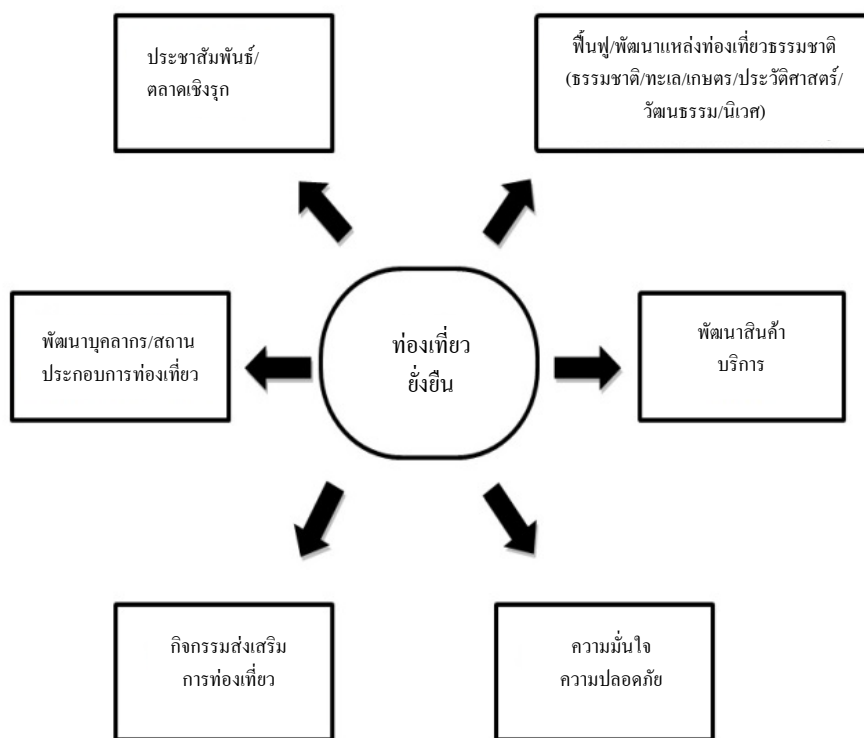 ประชาสัมพันธ์/
ตลาดเชิงรุก
ฟื้นฟู/พัฒนาแหล่งท่องเที่ยวธรรมชาติ
(ธรรมชาติ/ทะเล/เกษตร/ประวัติศาสตร์/
วัฒนธรรม/นิเวศ)
พัฒนาบุคลากร/สถาน
ประกอบการท่องเที่ยว
ท่องเที่ยว
ยั่งยืน
พัฒนาสินค้า
บริการ
กิจกรรมส่งเสริม
การท่องเที่ยว
ความมั่นใจ
ความปลอดภัย